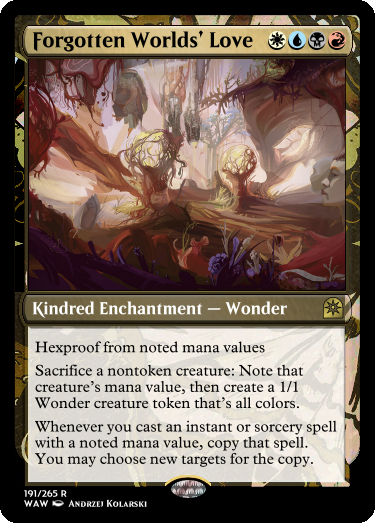 Forgotten Worlds’ Love
Kindred Enchantment — Wonder
Hexproof from noted mana values
Sacrifice a nontoken creature: Note that
creature's mana value, then create a 1/1
Wonder creature token that's all colors.
Whenever you cast an instant or sorcery spell
with a noted mana value, copy that spell.
You may choose new targets for the copy.
191/265 R
WAW Andrzej Kolarski